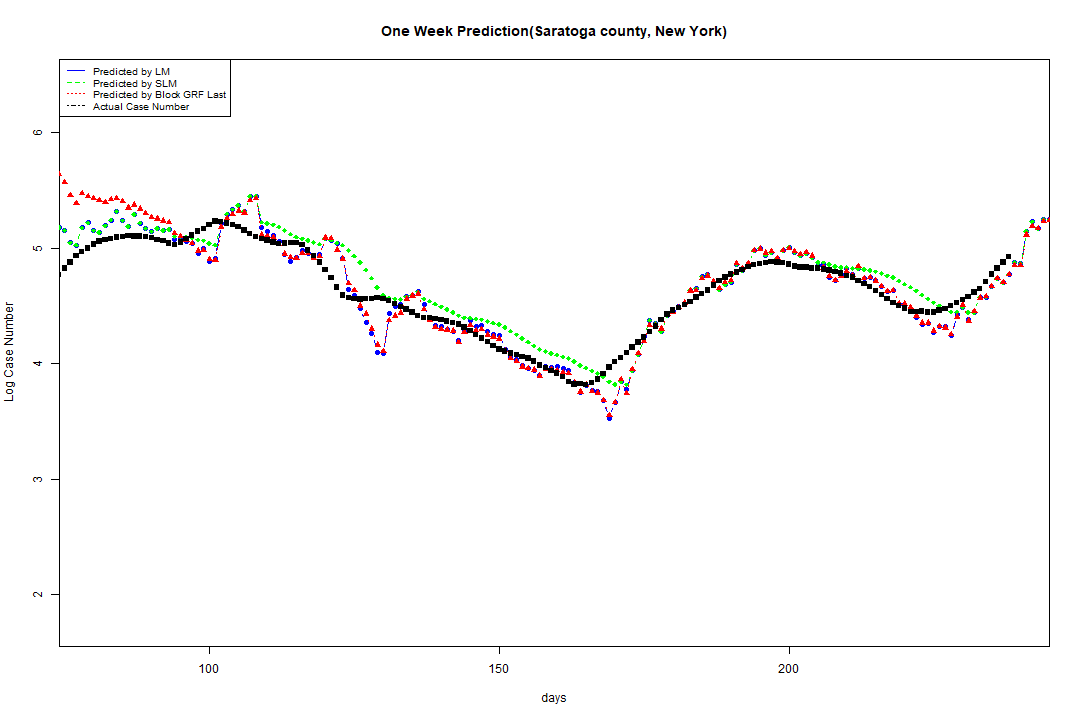 One Week Prediction(Saratoga county, New York)
Predicted by LM
Predicted by SLM
Predicted by Block GRF Last
Actual Case Number
6
5
4
3
2
Log Case Number
100
150
200
days